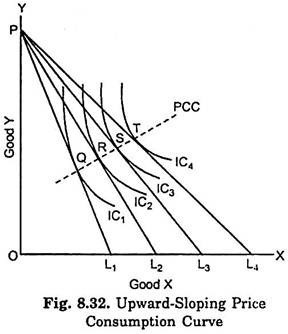 Y
P
Good Y
PCC
T
S
R
Q
IC4
IC3
IC2
IC1
O
L1
L2
L3
L4
X
Good X
Fig. 8.32. Upward-Sloping Price
Consumption Curve